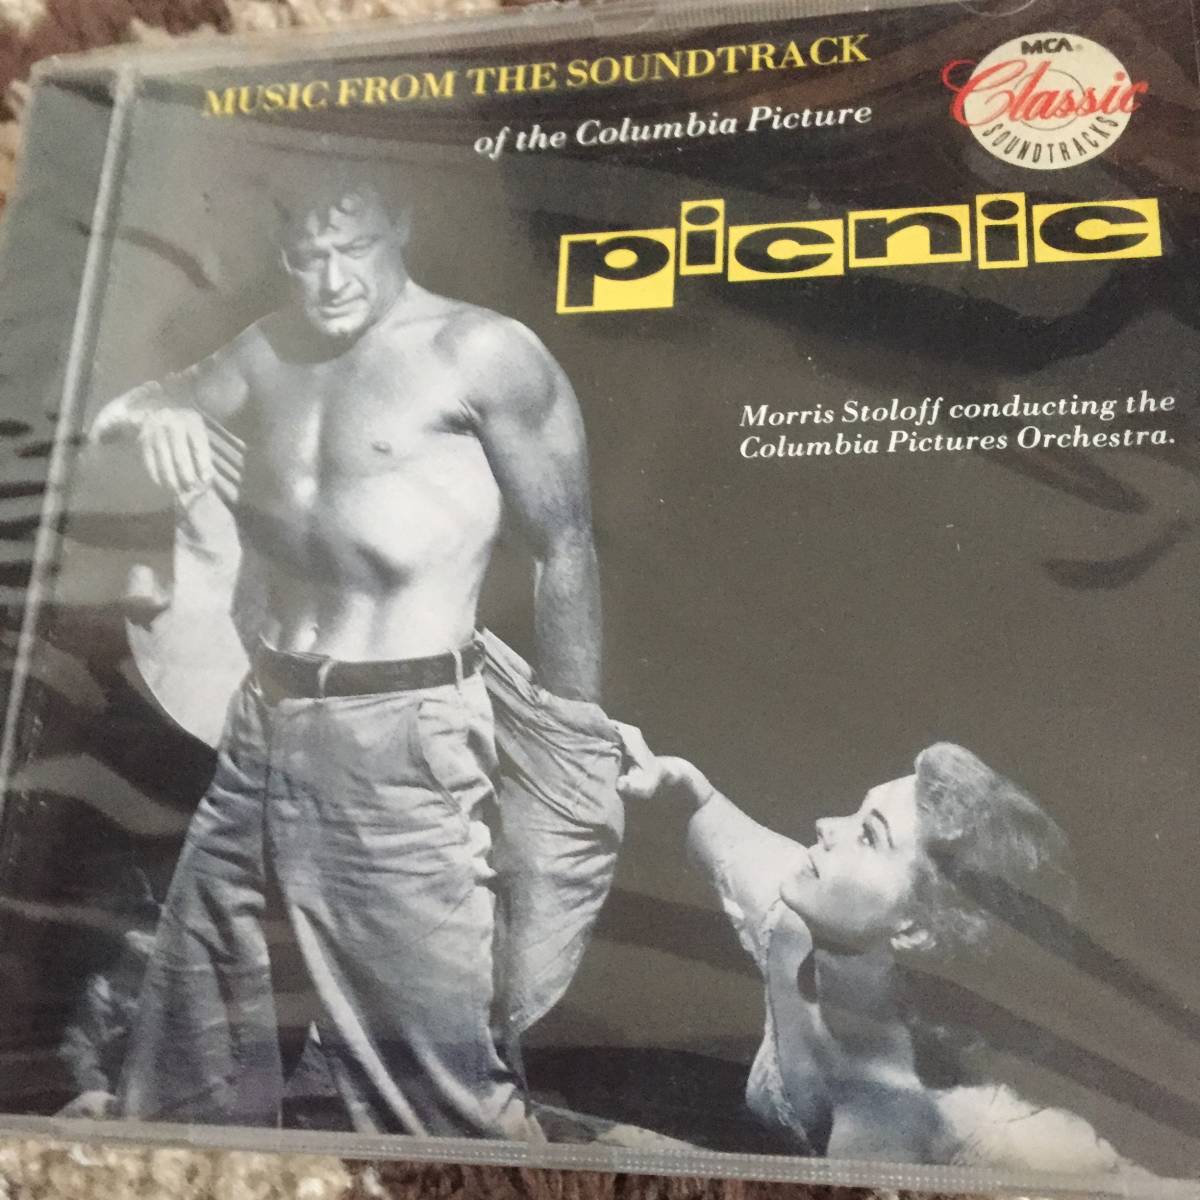 MUSIC FROM THE SOUNDTRACK
of the Columbia Picture
MCA®
Classic
SOUNDTRACKS
picnic
Morris Stoloff conducting the
Columbia Pictures Orchestra.